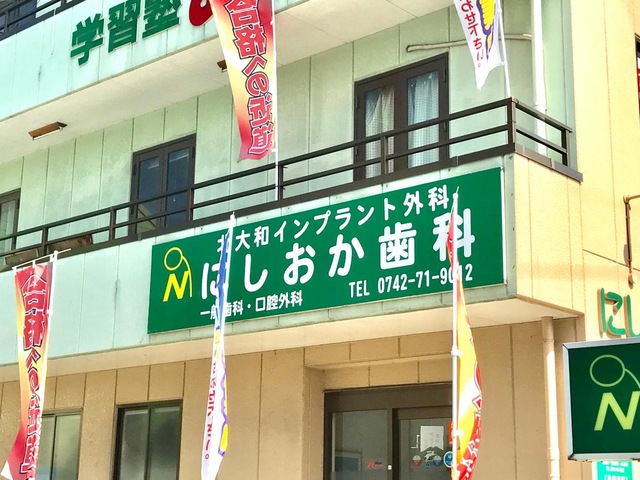 学習塾
合格への近道
北大和インプラント外科
にしおか歯科
一般歯科・口腔外科
TEL 0742-71-9012
N
合格への近道
に
N